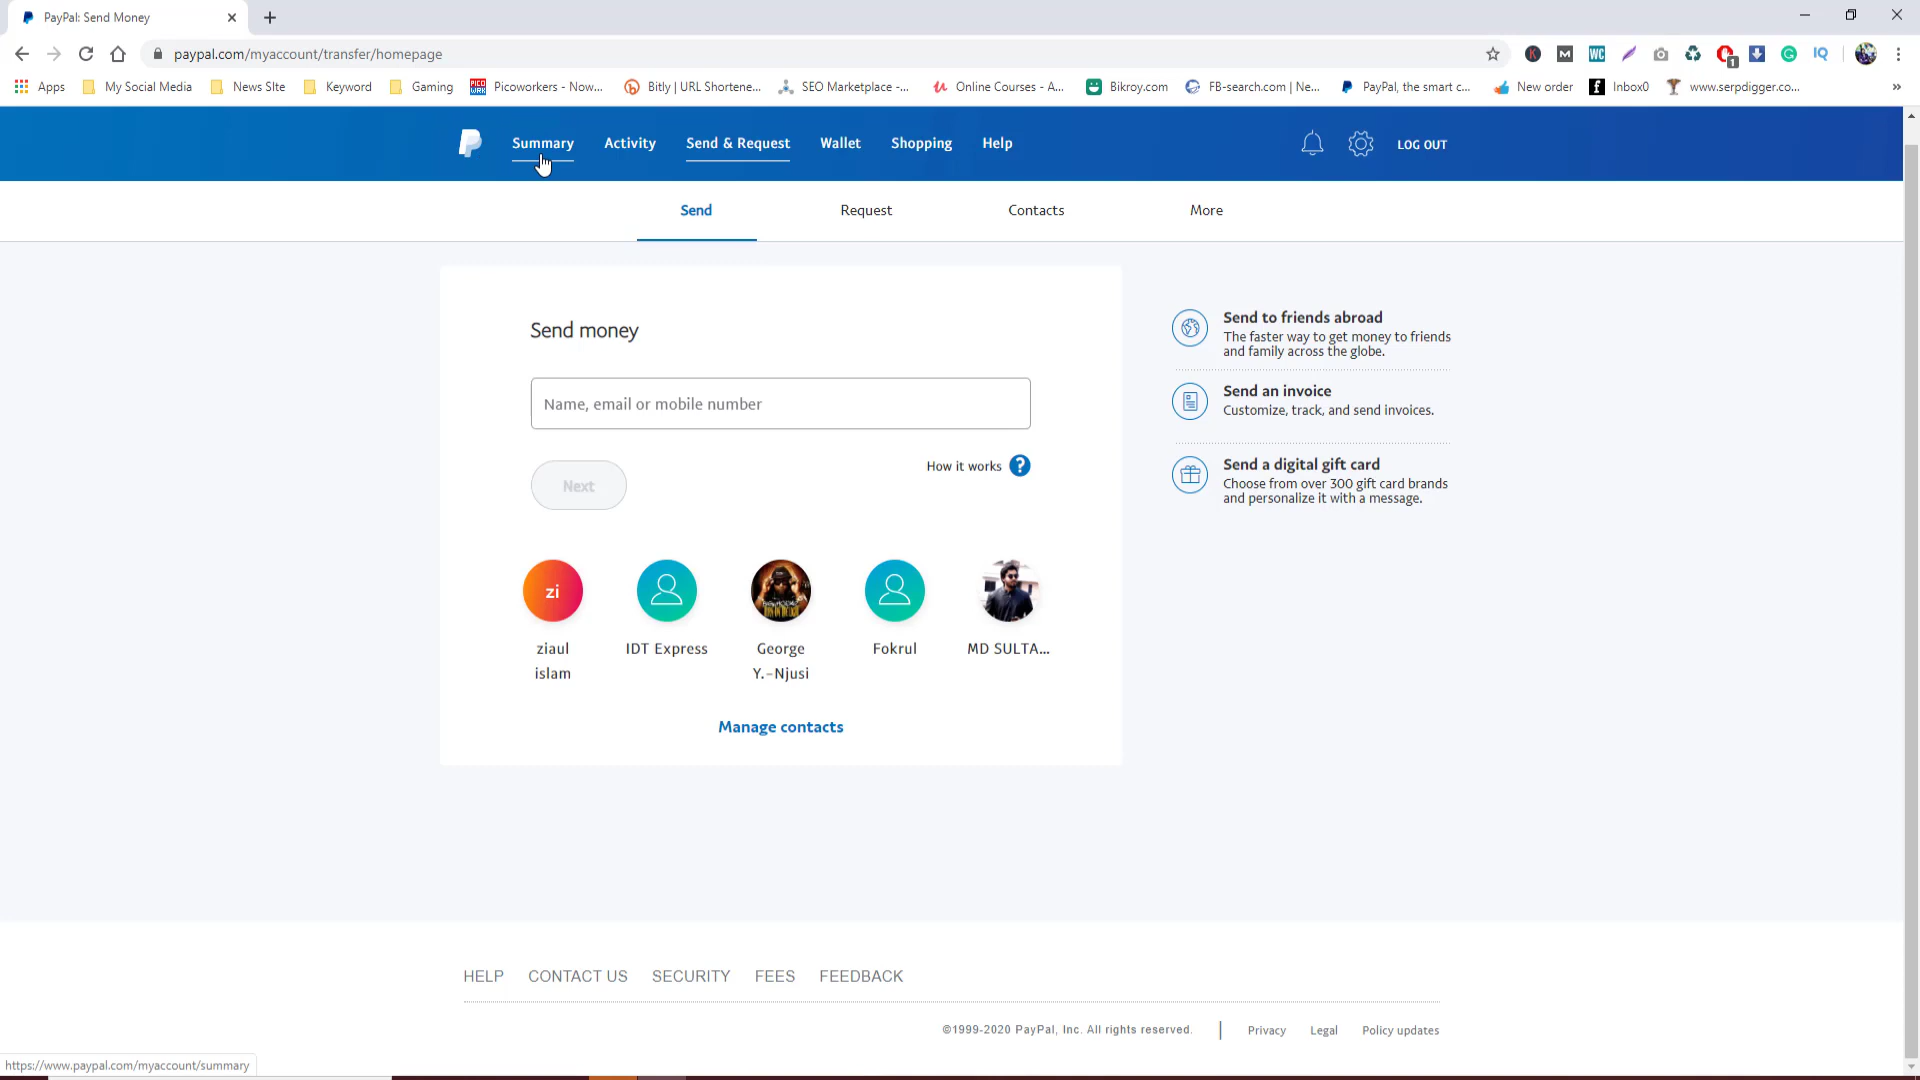 PayPal: Send Money
paypal.com/myaccount/transfer/homepage
Apps My Social Media News SIte Keyword Gaming Picoworkers - Now... Bitly | URL Shortene... SEO Marketplace -... Online Courses - A... Bikroy.com FB-search.com | Ne... PayPal, the smart c... New order Inbox0 www.serpdigger.co... »
Summary Activity Send & Request Wallet Shopping Help LOG OUT
Send Request Contacts More
Send money
Name, email or mobile number
How it works ?
Next
zi
ziaul
islam
IDT Express
George
Y.-Njusi
Fokrul
MD SULTA...
Manage contacts
Send to friends abroad
The faster way to get money to friends
and family across the globe.
Send an invoice
Customize, track, and send invoices.
Send a digital gift card
Choose from over 300 gift card brands
and personalize it with a message.
HELP CONTACT US SECURITY FEES FEEDBACK
©1999-2020 PayPal, Inc. All rights reserved. | Privacy Legal Policy updates
https://www.paypal.com/myaccount/summary